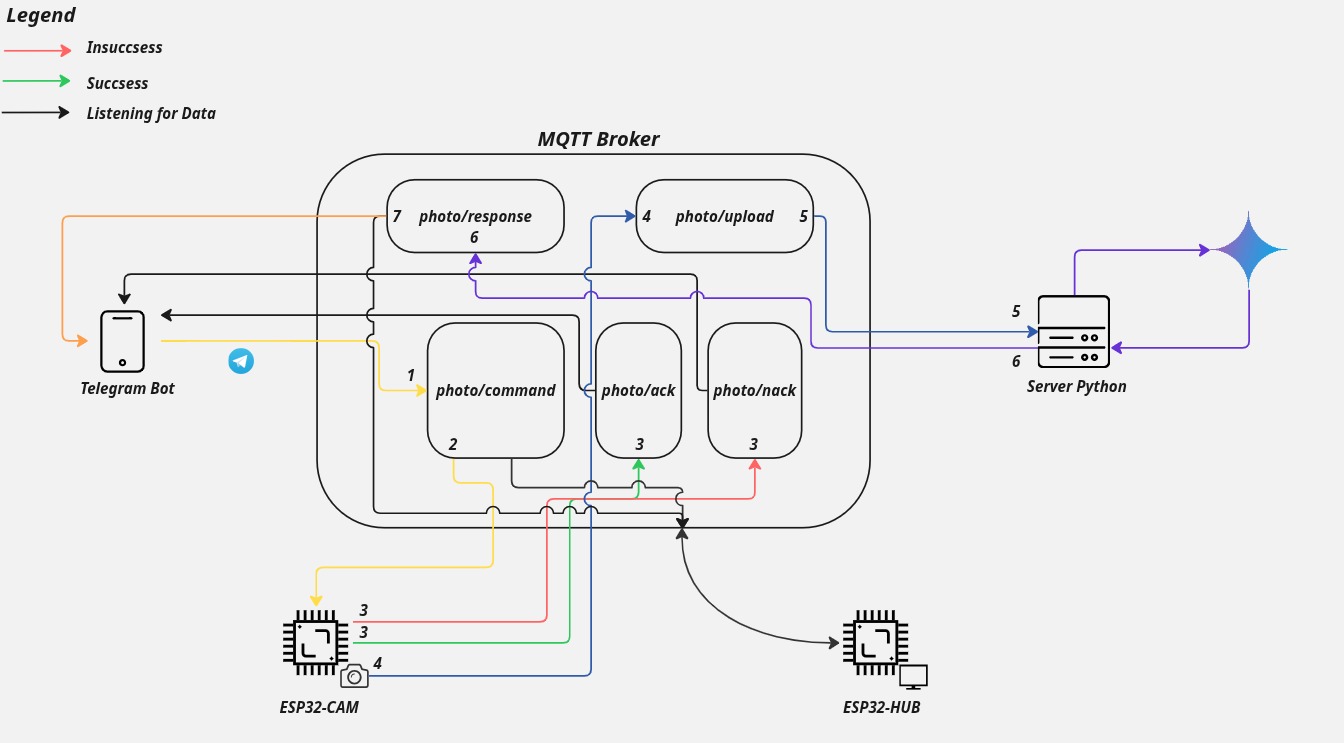 Legend
Insuccsess
Succsess
Listening for Data
MQTT Broker
7 photo/response
6
4 photo/upload 5
Telegram Bot
1
photo/command
2
photo/ack
3
photo/nack
3
5
6
Server Python
3
3
4
ESP32-CAM
ESP32-HUB